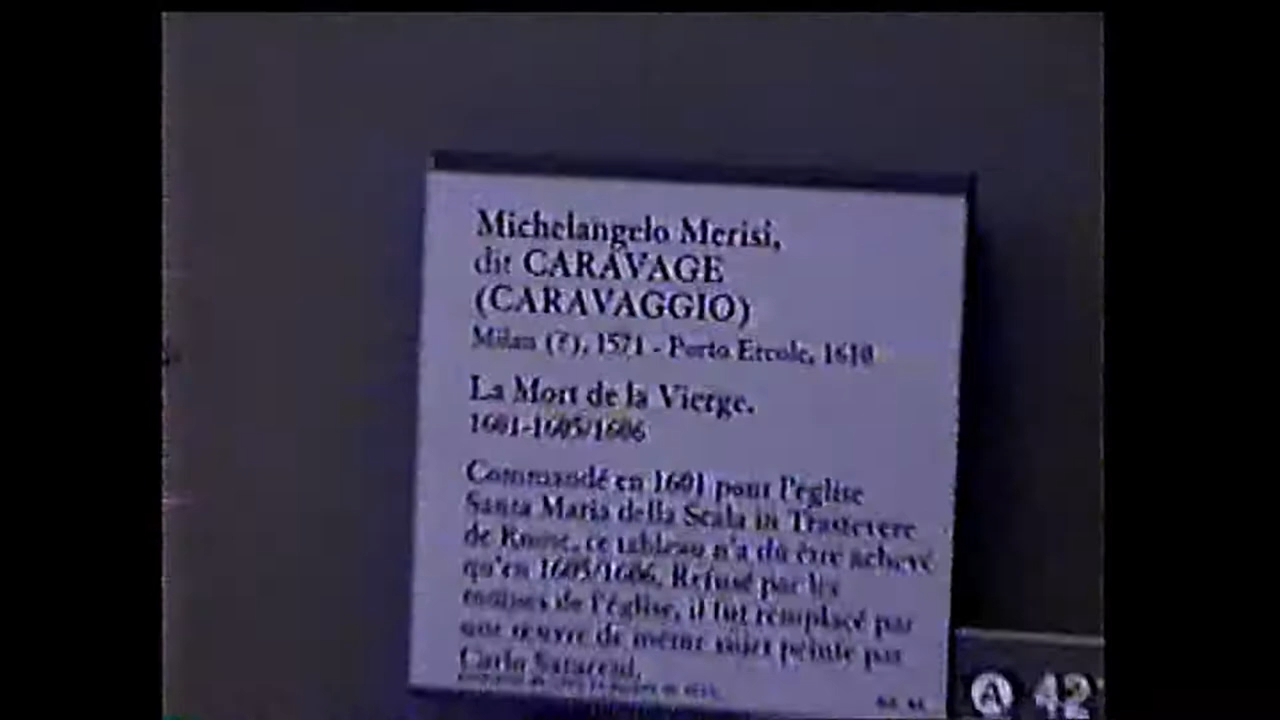 Michelangelo Merisi,
dit CARAVAGE
(CARAVAGGIO)
Milan (?), 1571 - Porto Ercole, 1610
La Mort de la Vierge.
1601-1605/1606
Commandé en 1601 pour l'église
Santa Maria della Scala in Trastevere
de Rome, ce tableau n'a dû être achevé
qu'en 1605/1606. Refusé par les
moines de l'église, il fut remplacé par
une œuvre de même sujet peinte par
Carlo Saraceni.
A 42